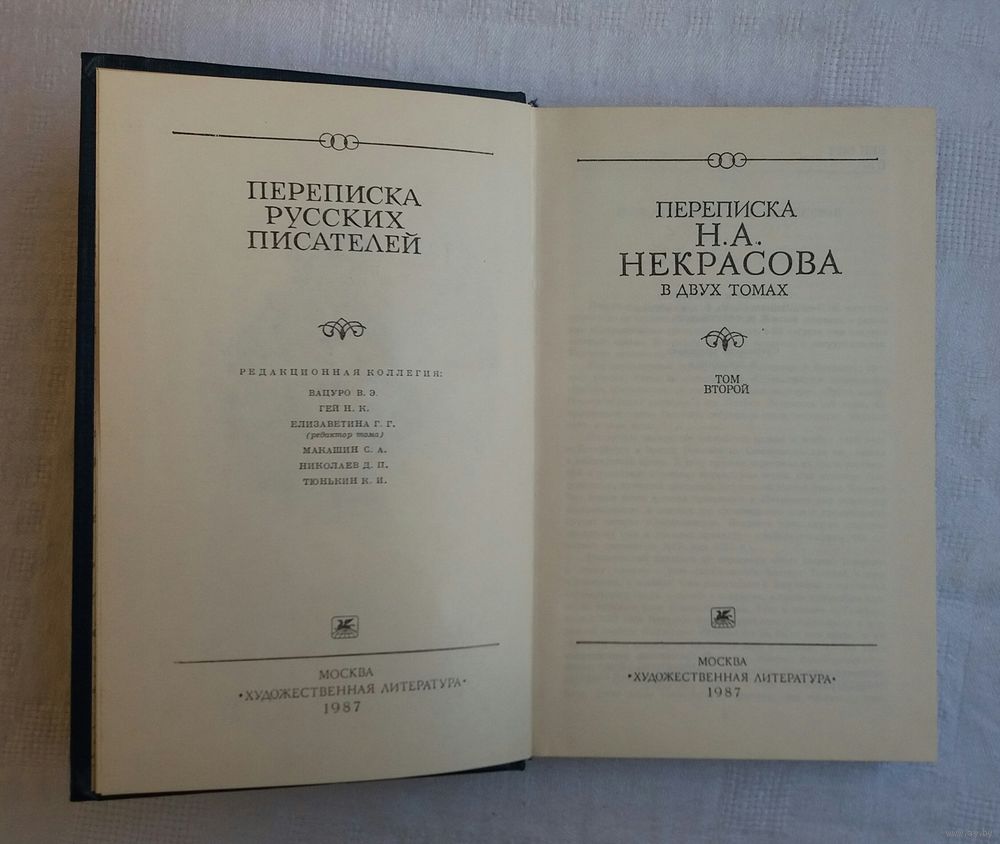 ПЕРЕПИСКА
РУССКИХ
ПИСАТЕЛЕЙ
РЕДАКЦИОННАЯ КОЛЛЕГИЯ:
ВАЦУРО В. Э.
ГЕЙ Н. К.
ЕЛИЗАВЕТИНА Г. Г.
(редактор тома)
МАКАШИН С. А.
НИКОЛАЕВ Д. П.
ТЮНЬКИН К. И.
МОСКВА
•ХУДОЖЕСТВЕННАЯ ЛИТЕРАТУРА•
1987
ПЕРЕПИСКА
Н.А.
НЕКРАСОВА
В ДВУХ ТОМАХ
ТОМ
ВТОРОЙ
МОСКВА
•ХУДОЖЕСТВЕННАЯ ЛИТЕРАТУРА•
1987